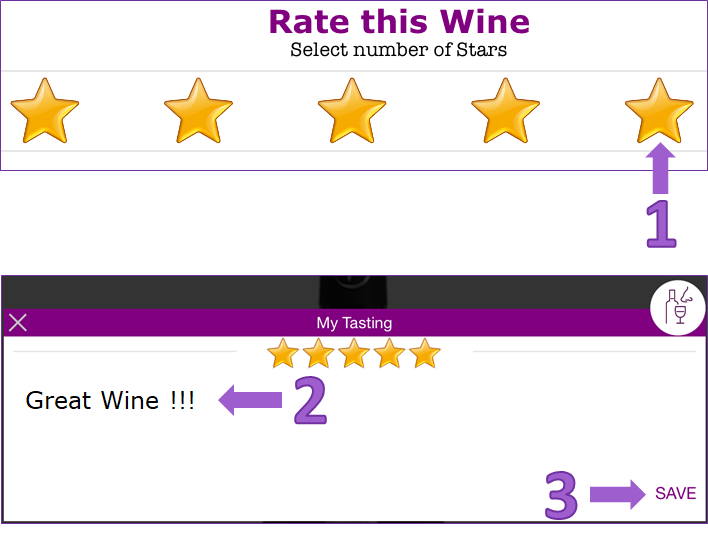 Rate this Wine
Select number of Stars
1
My Tasting
Great Wine !!!
2
3
SAVE